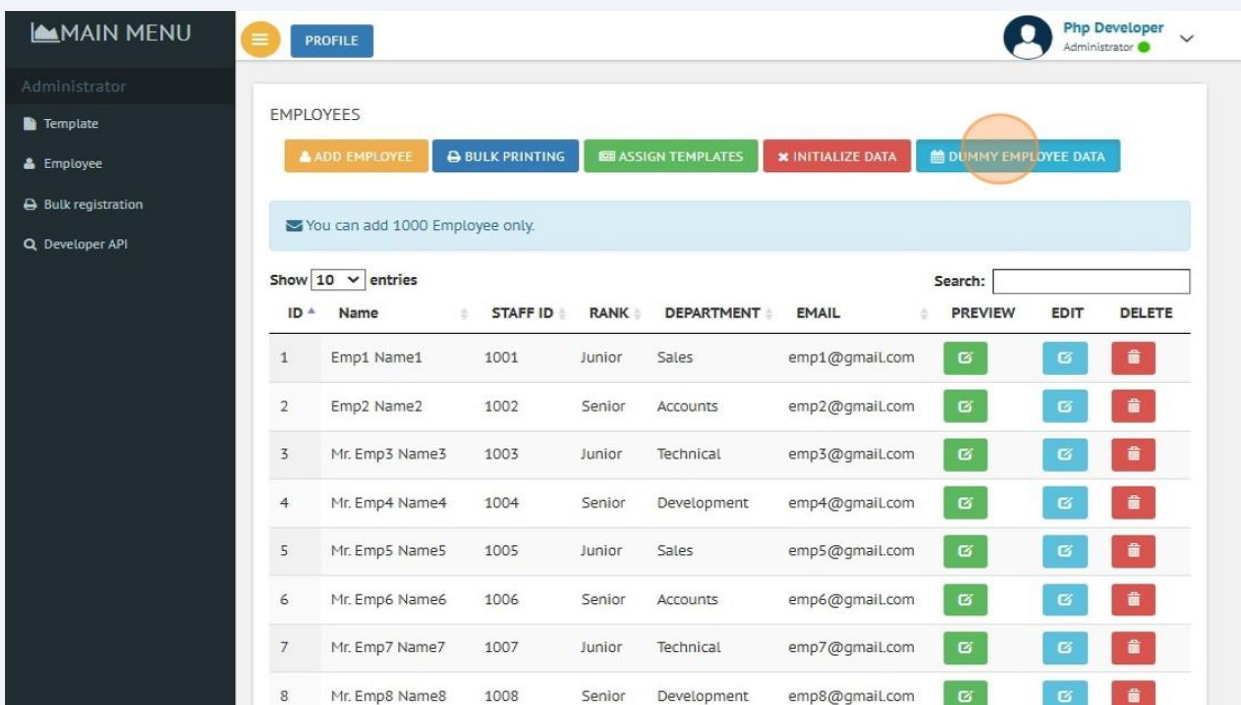 MAIN MENU
PROFILE
Php Developer
Administrator
Administrator
Template
Employee
Bulk registration
Developer API
EMPLOYEES
ADD EMPLOYEE BULK PRINTING ASSIGN TEMPLATES INITIALIZE DATA DUMMY EMPLOYEE DATA
You can add 1000 Employee only.
Show 10 entries Search:
ID Name STAFF ID RANK DEPARTMENT EMAIL PREVIEW EDIT DELETE
1 Emp1 Name1 1001 Junior Sales emp1@gmail.com
2 Emp2 Name2 1002 Senior Accounts emp2@gmail.com
3 Mr. Emp3 Name3 1003 Junior Technical emp3@gmail.com
4 Mr. Emp4 Name4 1004 Senior Development emp4@gmail.com
5 Mr. Emp5 Name5 1005 Junior Sales emp5@gmail.com
6 Mr. Emp6 Name6 1006 Senior Accounts emp6@gmail.com
7 Mr. Emp7 Name7 1007 Junior Technical emp7@gmail.com
8 Mr. Emp8 Name8 1008 Senior Development emp8@gmail.com